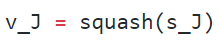 v_J = squash(s_J)